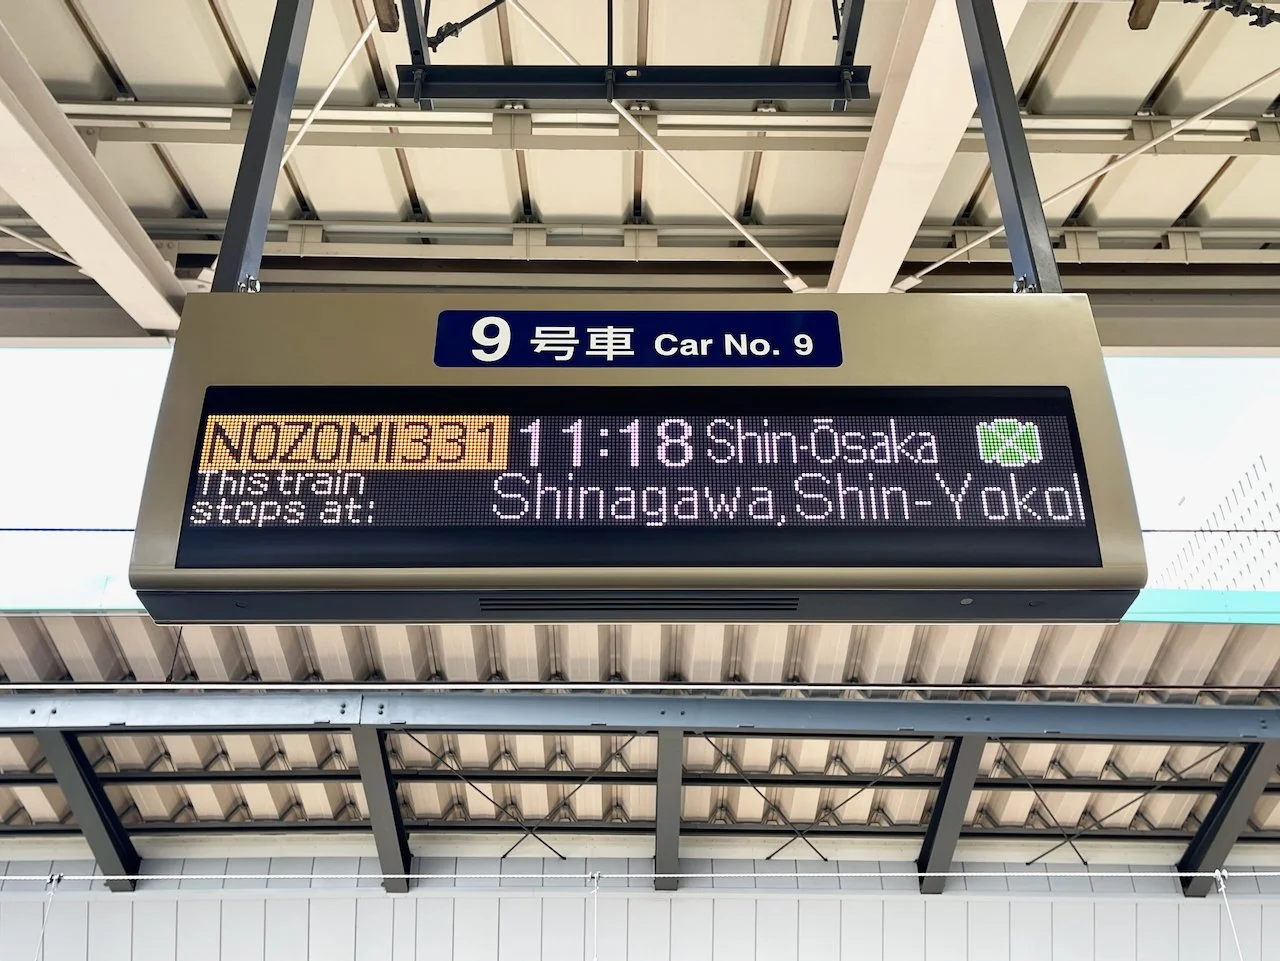 9 号車 Car No. 9
NOZOMI331 11:18 Shin-Ōsaka
This train stops at:
Shinagawa, Shin-Yoko